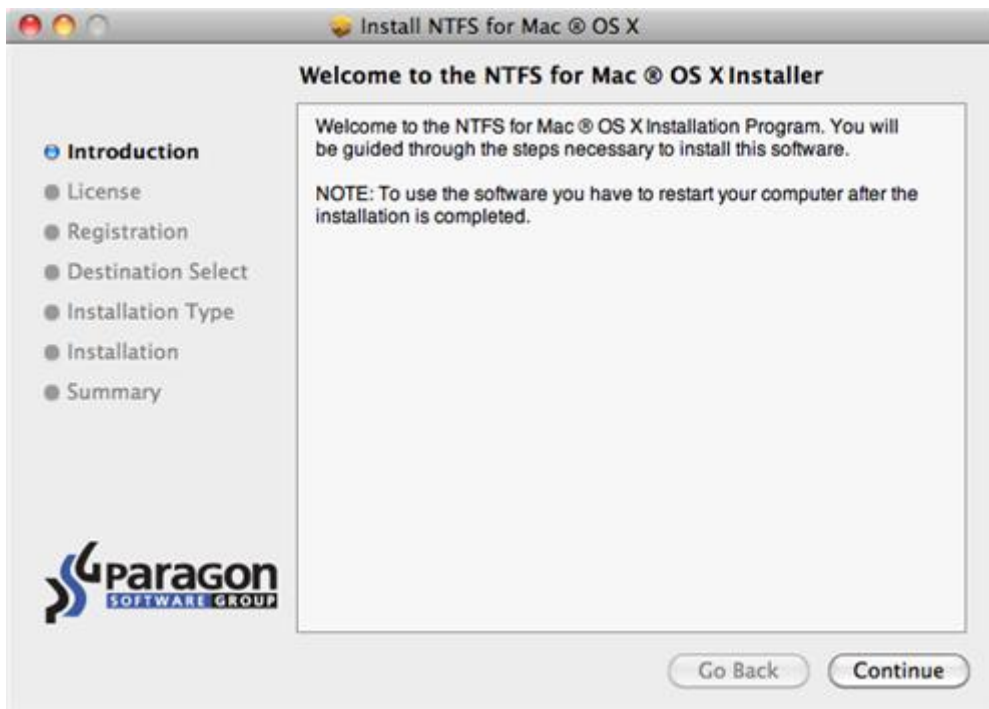 Install NTFS for Mac ® OS X
Welcome to the NTFS for Mac ® OS X Installer
Introduction
License
Registration
Destination Select
Installation Type
Installation
Summary
Welcome to the NTFS for Mac ® OS X Installation Program. You will
be guided through the steps necessary to install this software.
NOTE: To use the software you have to restart your computer after the
installation is completed.
Paragon
SOFTWARE GROUP
Go Back
Continue